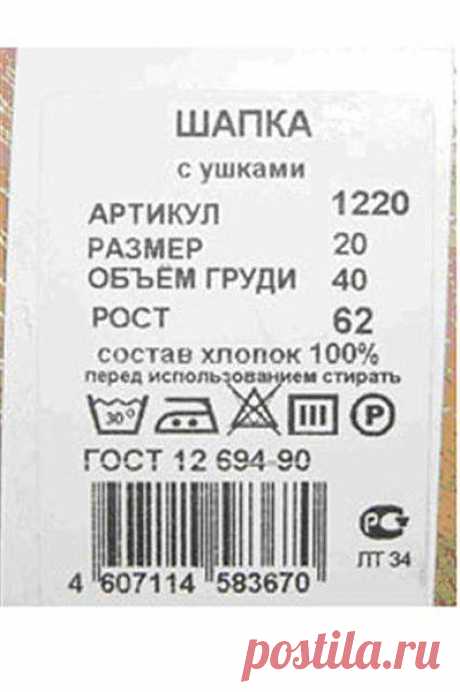 ШАПКА
с ушками
АРТИКУЛ 1220
РАЗМЕР 20
ОБЪЁМ ГРУДИ 40
РОСТ 62
состав хлопок 100%
перед использованием стирать
30° P
ГОСТ 12 694-90
РС
ЛТ 34
4 607114 583670
postila.ru